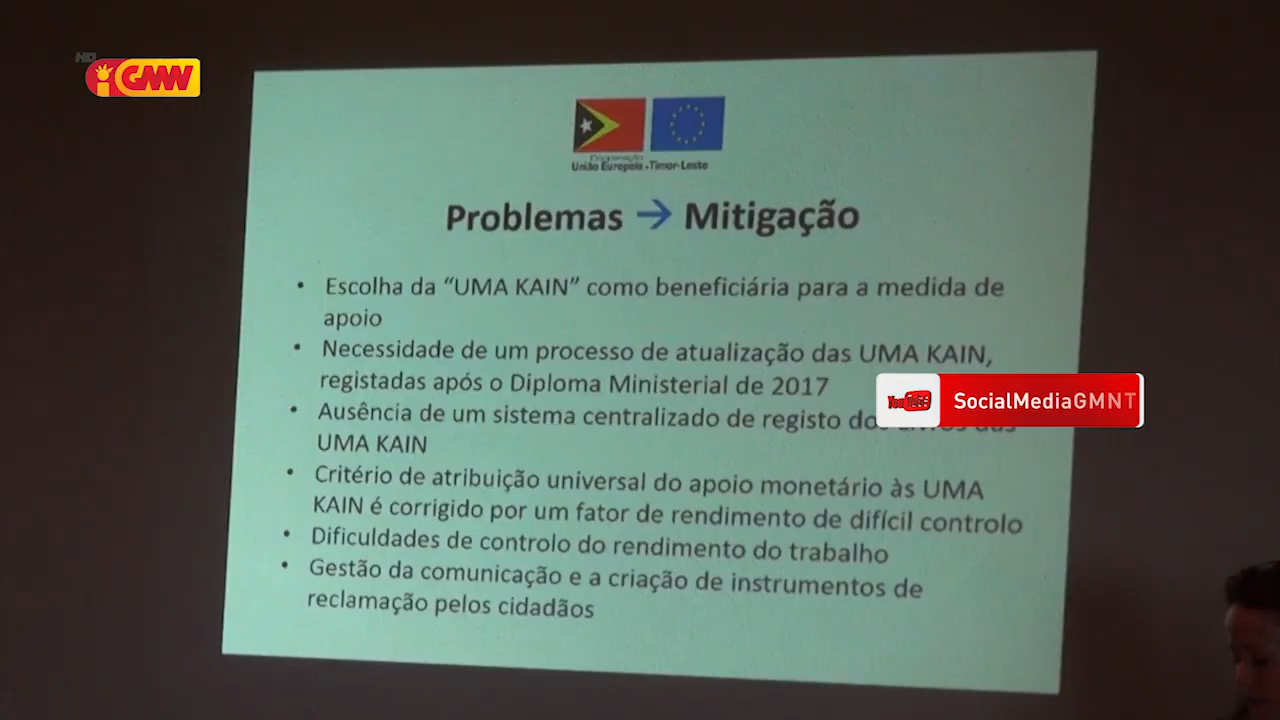 HD
GMN
Cooperação
União Europeia - Timor-Leste
Problemas → Mitigação
• Escolha da “UMA KAIN” como beneficiária para a medida de
apoio
• Necessidade de um processo de atualização das UMA KAIN,
registadas após o Diploma Ministerial de 2017
• Ausência de um sistema centralizado de registo dos
UMA KAIN
• Critério de atribuição universal do apoio monetário às UMA
KAIN é corrigido por um fator de rendimento de difícil controlo
• Dificuldades de controlo do rendimento do trabalho
• Gestão da comunicação e a criação de instrumentos de
reclamação pelos cidadãos
YouTube
SocialMediaGMNT